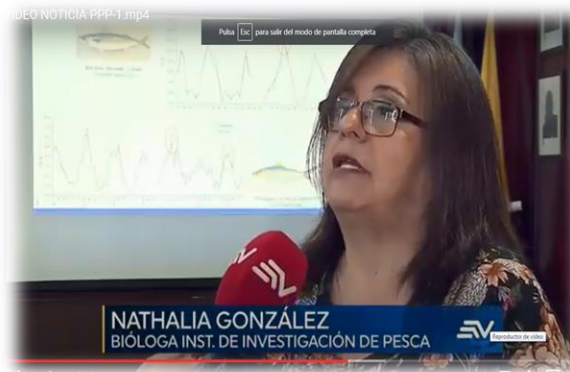 VIDEO NOTICIA PPP-1.mp4
Pulsa Esc para salir del modo de pantalla completa
NATHALIA GONZÁLEZ
BIÓLOGA INST. DE INVESTIGACIÓN DE PESCA
Reproductor de vídeo